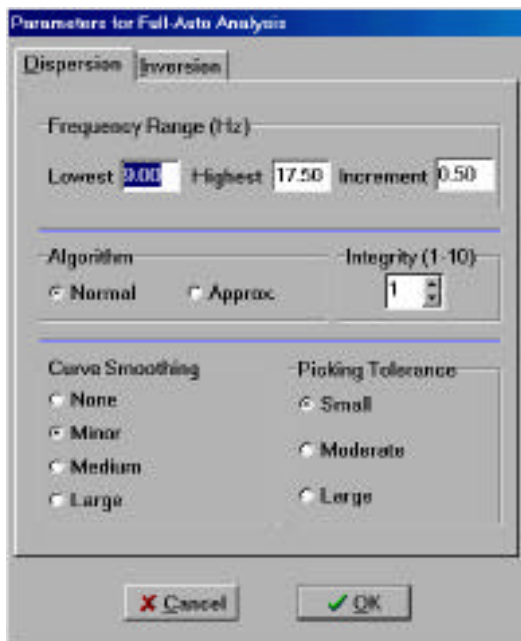 Parameters for Full-Auto Analysis
Dispersion Inversion
Frequency Range (Hz)
Lowest 9.00 Highest 17.50 Increment 0.50
Algorithm Integrity (1-10)
Normal Approx. 1
Curve Smoothing Picking Tolerance
None Small
Minor
Moderate
Medium
Large Large
Cancel OK